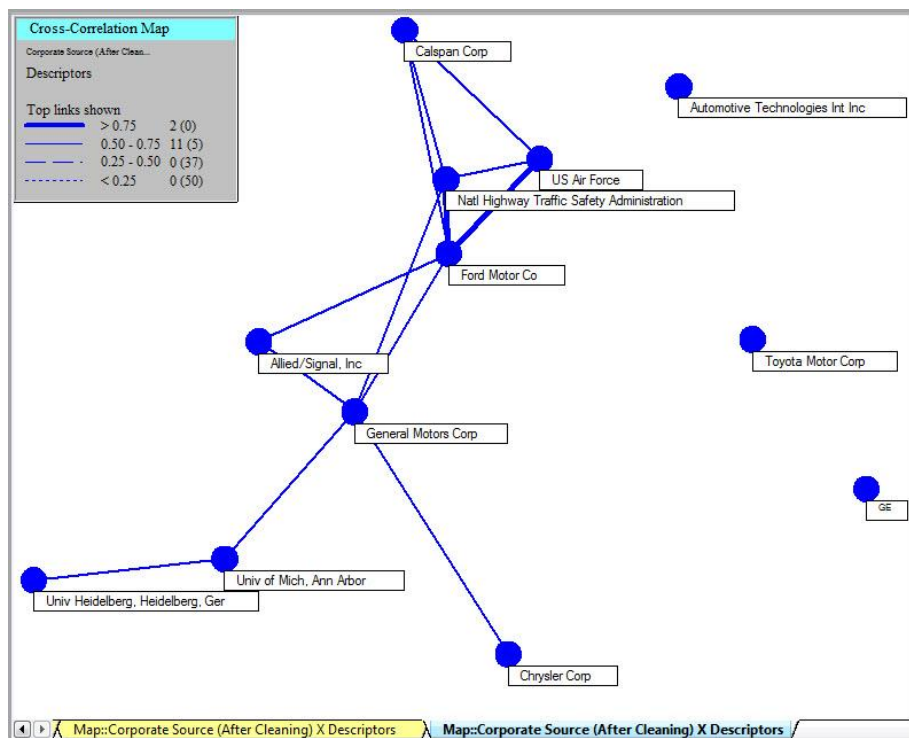 Cross-Correlation Map
Corporate Source (After Clean...
Descriptors
Top links shown
> 0.75 2 (0)
0.50 - 0.75 11 (5)
0.25 - 0.50 0 (37)
< 0.25 0 (50)
Calspan Corp
Automotive Technologies Int Inc
US Air Force
Natl Highway Traffic Safety Administration
Ford Motor Co
Allied/Signal, Inc
Toyota Motor Corp
General Motors Corp
GE
Univ of Mich, Ann Arbor
Univ Heidelberg, Heidelberg, Ger
Chrysler Corp
Map::Corporate Source (After Cleaning) X Descriptors
Map::Corporate Source (After Cleaning) X Descriptors